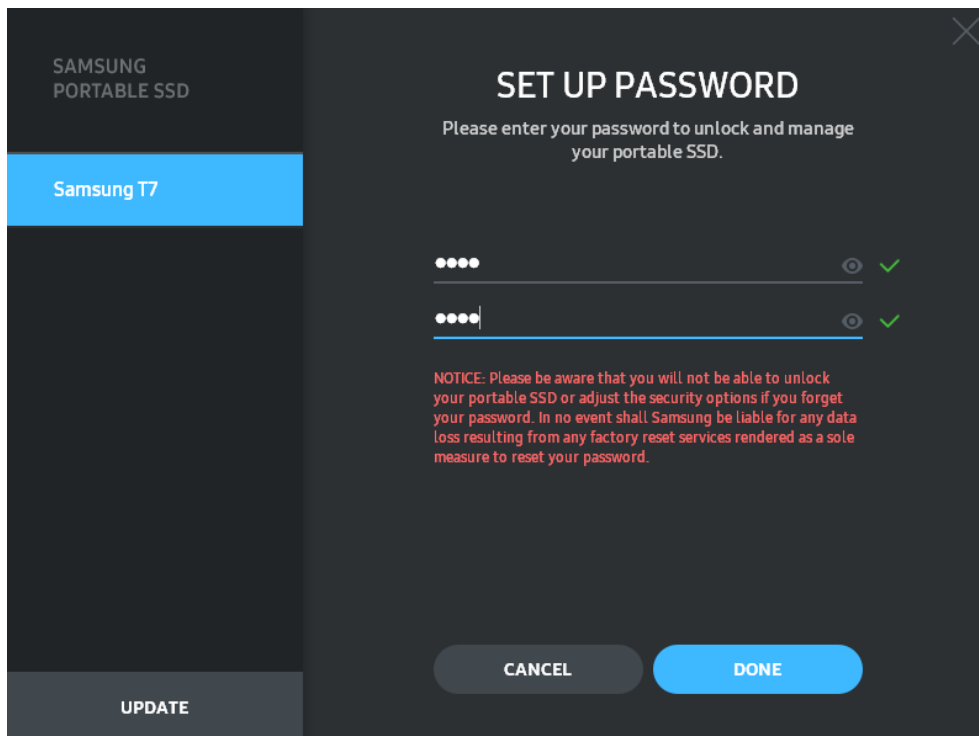 SAMSUNG
PORTABLE SSD
Samsung T7
UPDATE
SET UP PASSWORD
Please enter your password to unlock and manage
your portable SSD.
●●●●
●●●●
NOTICE: Please be aware that you will not be able to unlock
your portable SSD or adjust the security options if you forget
your password. In no event shall Samsung be liable for any data
loss resulting from any factory reset services rendered as a sole
measure to reset your password.
CANCEL
DONE